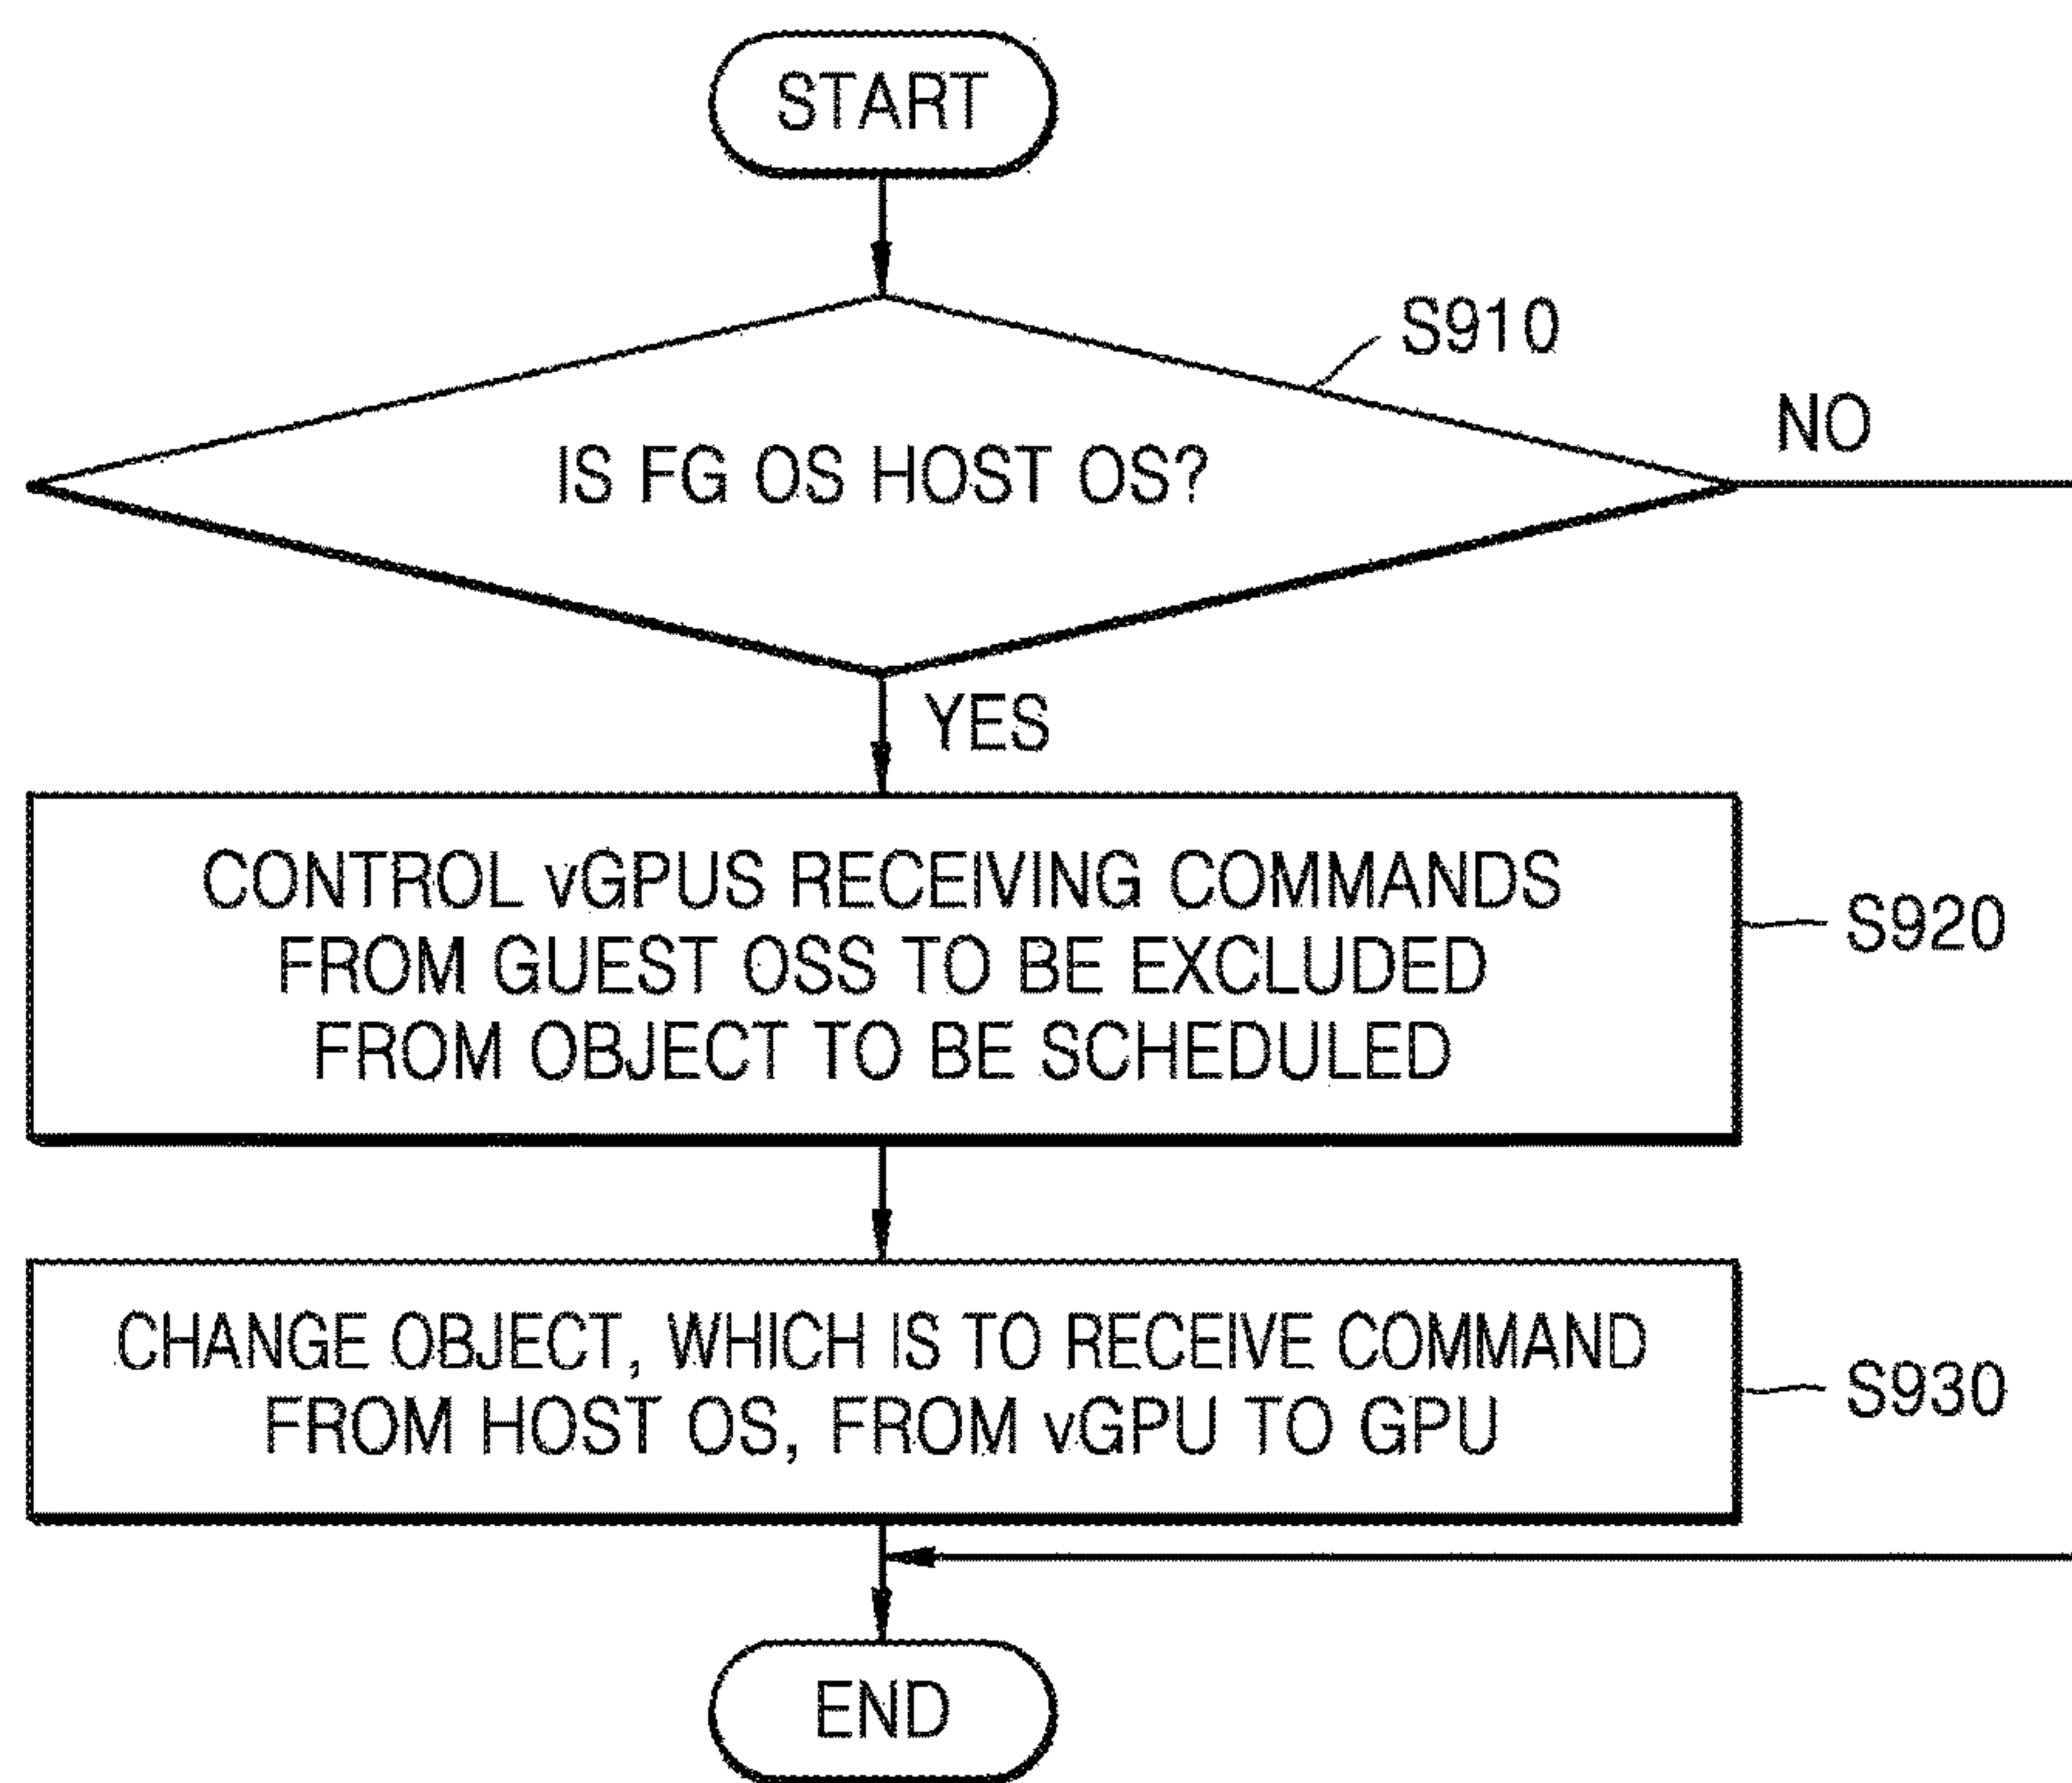 START
S910
NO
IS FG OS HOST OS?
YES
CONTROL vGPUS RECEIVING COMMANDS
FROM GUEST OSS TO BE EXCLUDED
FROM OBJECT TO BE SCHEDULED
S920
CHANGE OBJECT, WHICH IS TO RECEIVE COMMAND
FROM HOST OS, FROM vGPU TO GPU
S930
END